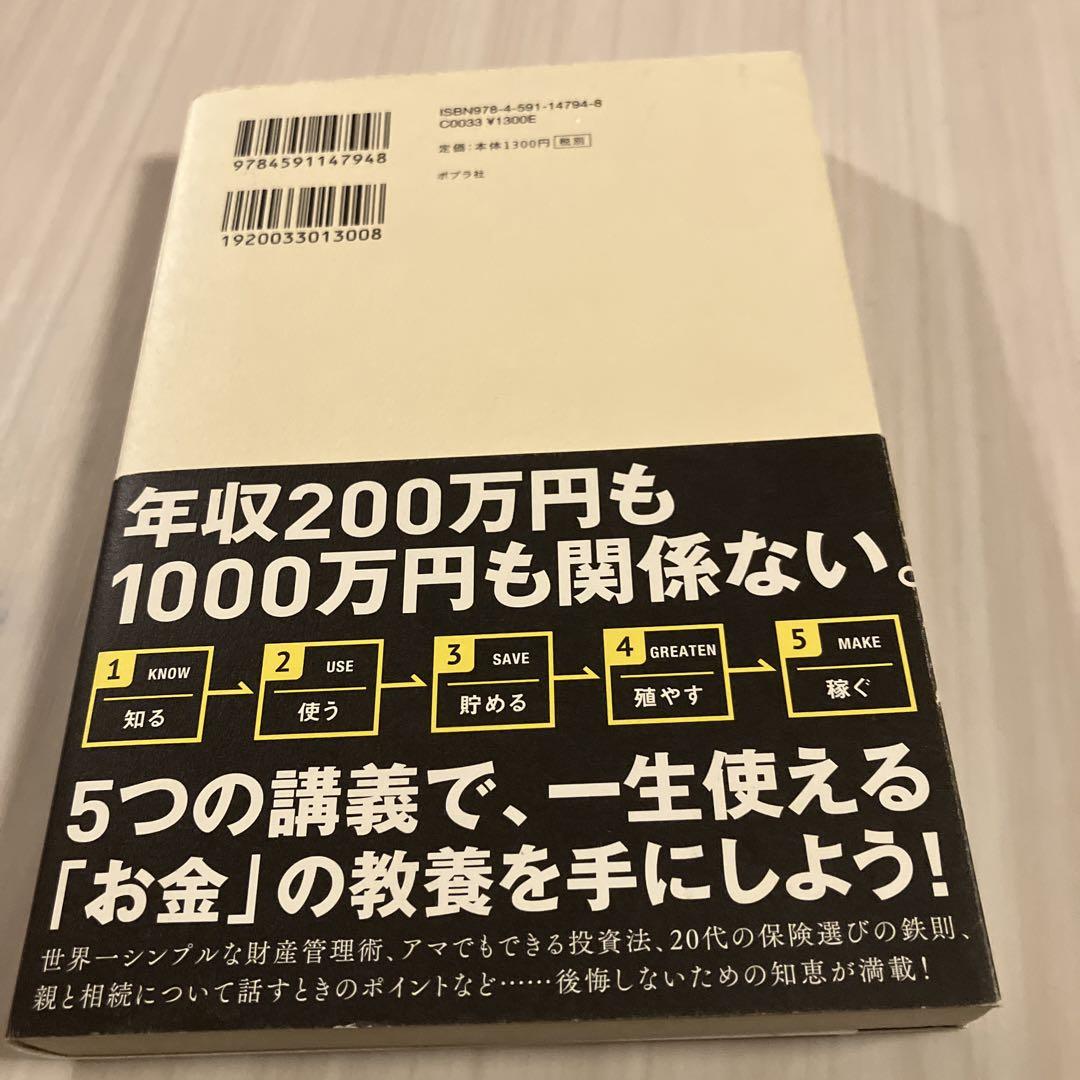 ISBN978-4-591-14794-8
C0033 ¥1300E
定価:本体1300円 税別
ポプラ社
9784591147948
1920033013008
年収200万円も
1000万円も関係ない。
1 KNOW
知る
2 USE
使う
3 SAVE
貯める
4 GREATEN
殖やす
5 MAKE
稼ぐ
5つの講義で、一生使える
「お金」の教養を手にしよう!
世界一シンプルな財産管理術、アマでもできる投資法、20代の保険選びの鉄則、
親と相続について話すときのポイントなど……後悔しないための知恵が満載!